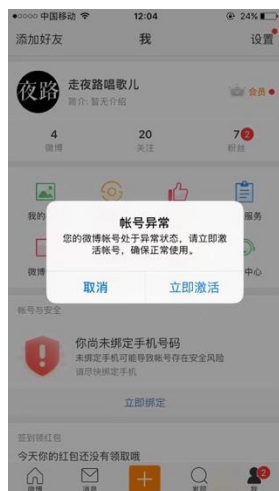 中国移动 12:04 24%
添加好友 我 设置
夜路 走夜路唱歌儿 会员
简介: 暂无介绍
4 20 7 2
微博 关注 粉丝
我的 服务
帐号异常
您的微博帐号处于异常状态，请立即激
活帐号，确保正常使用。
取消 立即激活
微博 中心
帐号与安全
你尚未绑定手机号码
未绑定手机可能导致帐号存在安全风险
请尽快绑定手机
立即绑定
签到领红包
今天你的红包还没有领取哦
微博 消息 发现 我 2